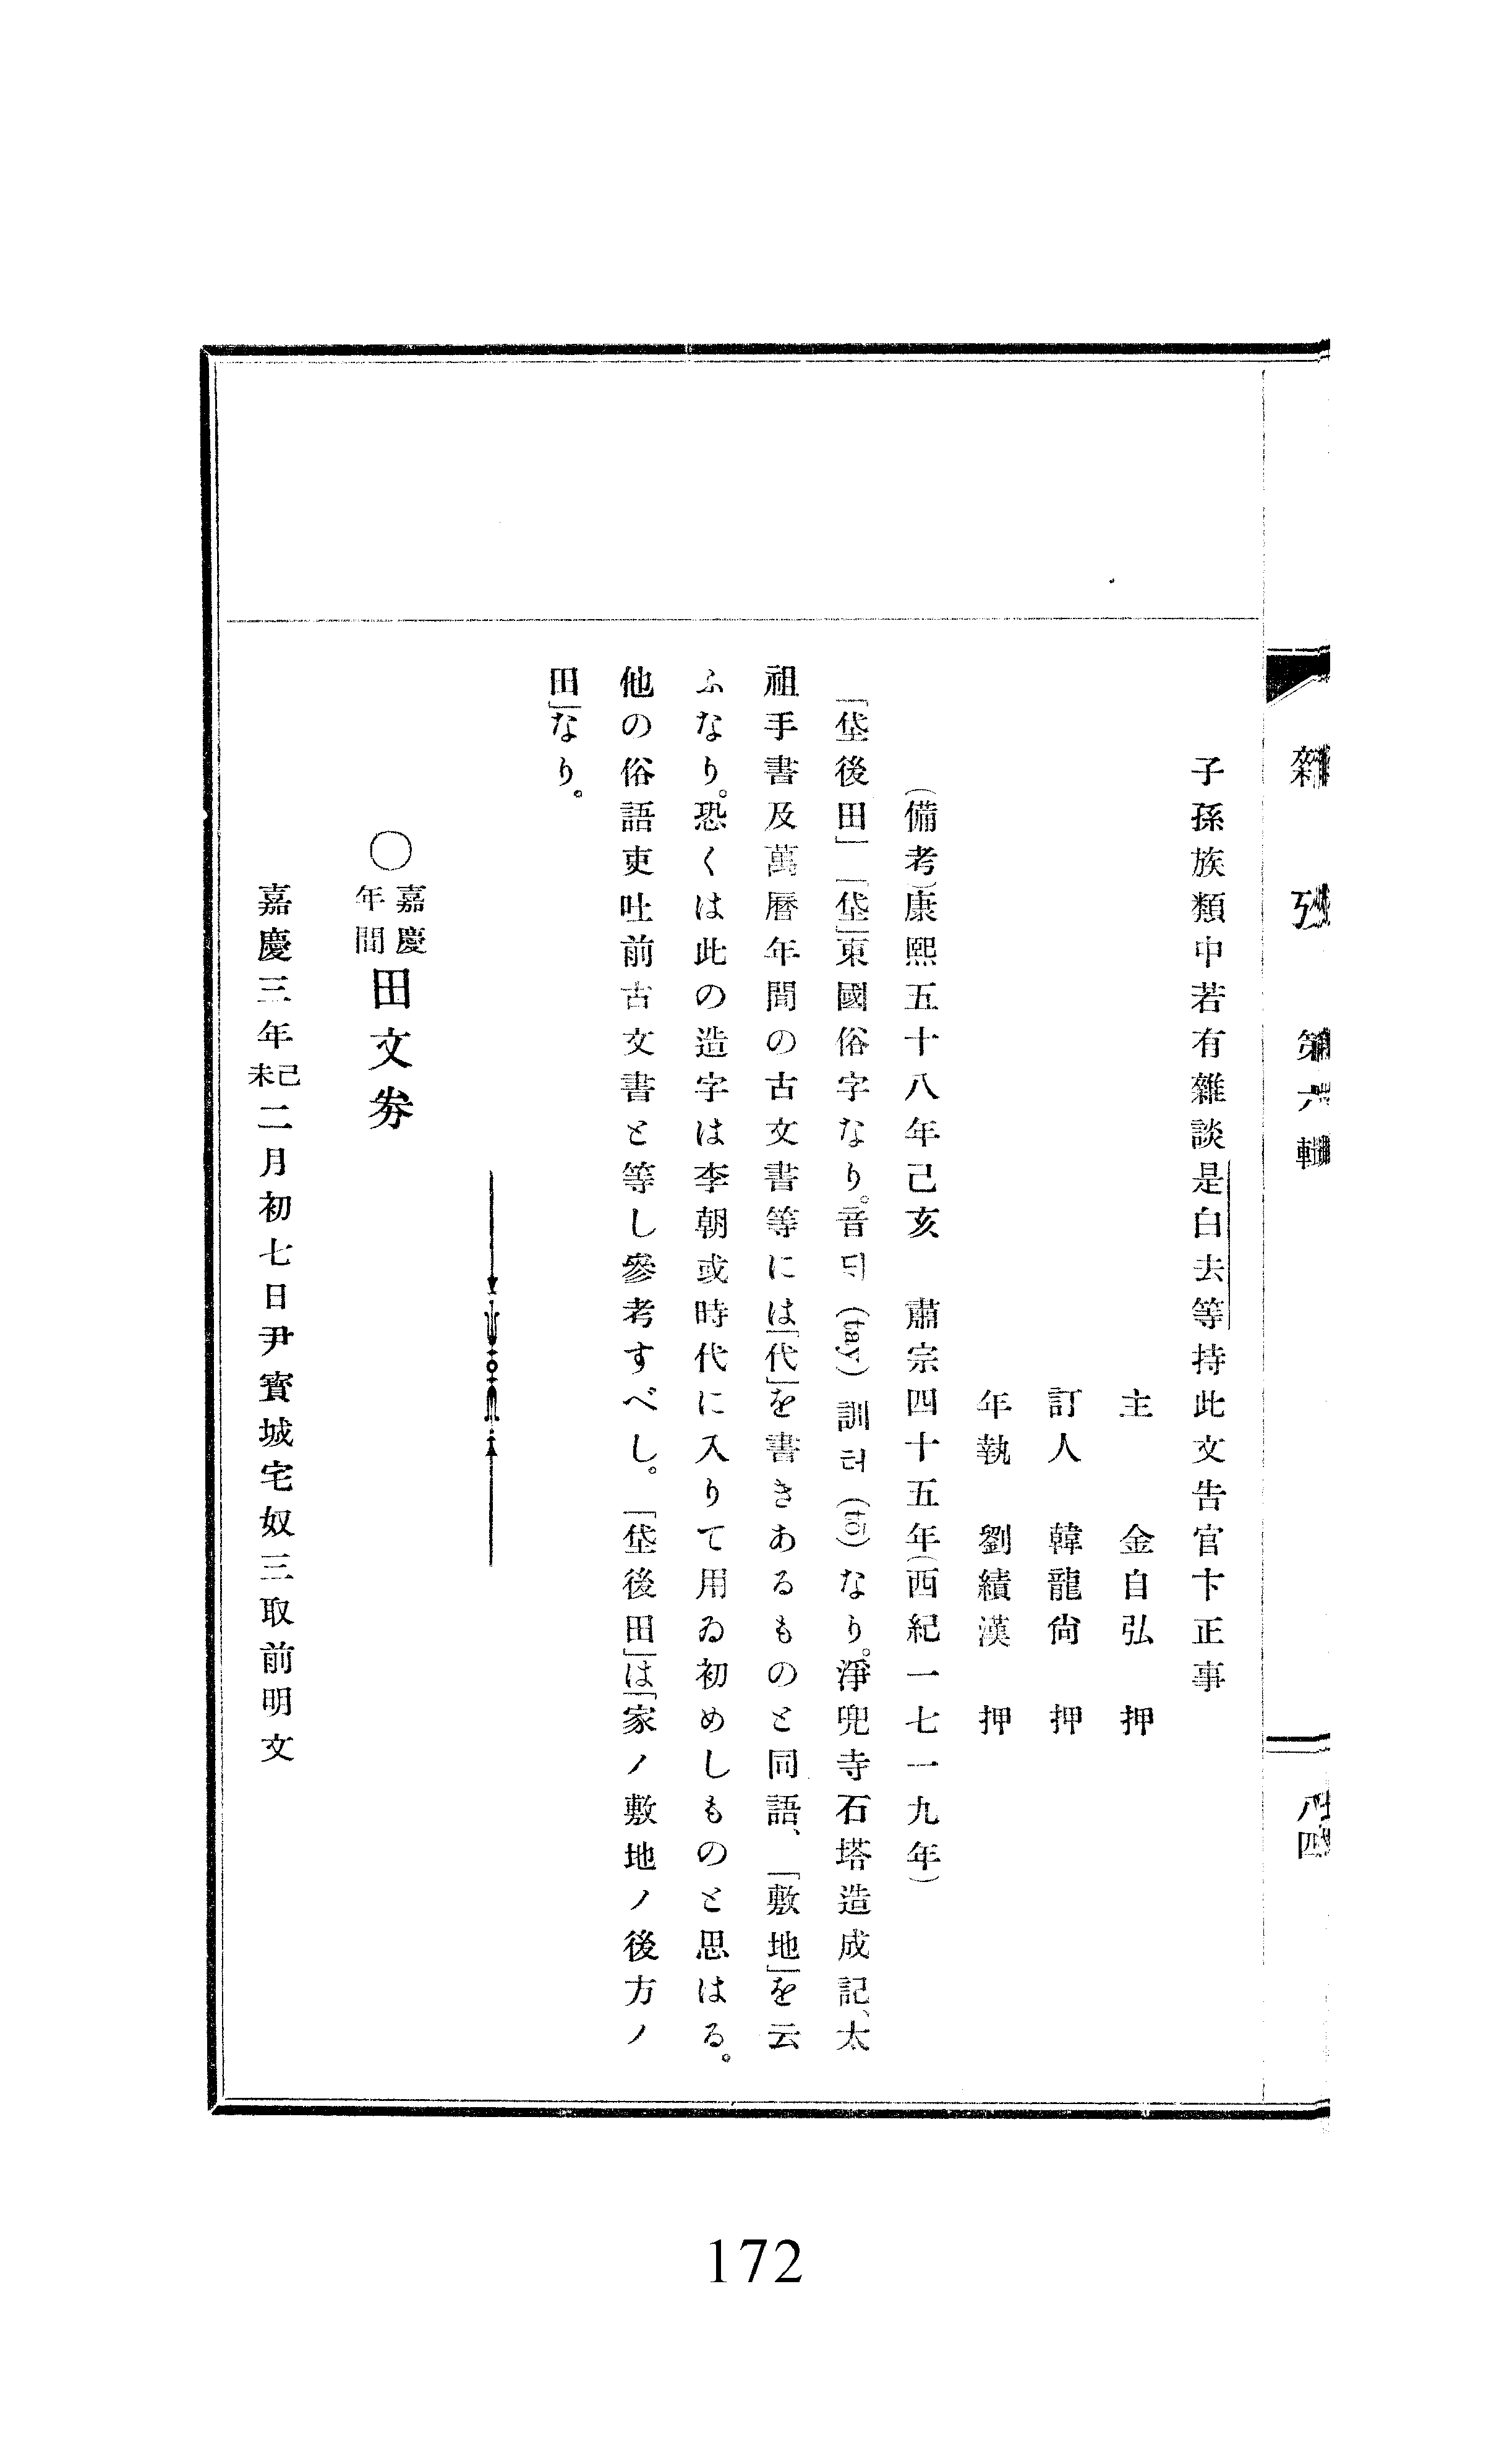 雜攷 第六輯
八四
子孫族類中若有雜談是白去等持此文告官卞正事
主 金自弘 押
訂人 韓龍尙 押
年執 劉績漢 押
(備考)康熙五十八年己亥 肅宗四十五年(西紀一七一九年)
「垈後田」「垈」東國俗字なり。音ᄃᆡ(tay)訓터(tö)なり。淨兜寺石塔造成記、太
祖手書及萬曆年間の古文書等には「代」を書きあるものと同語、「敷地」を云
ふなり。恐くは此の造字は李朝或時代に入りて用ゐ初めしものと思はる。
他の俗語吏吐前古文書と等し參考すべし。「垈後田」は「家ノ敷地ノ後方ノ
田」なり。
○嘉慶年間田文券
嘉慶三年己未二月初七日尹寳城宅奴三取前明文
172